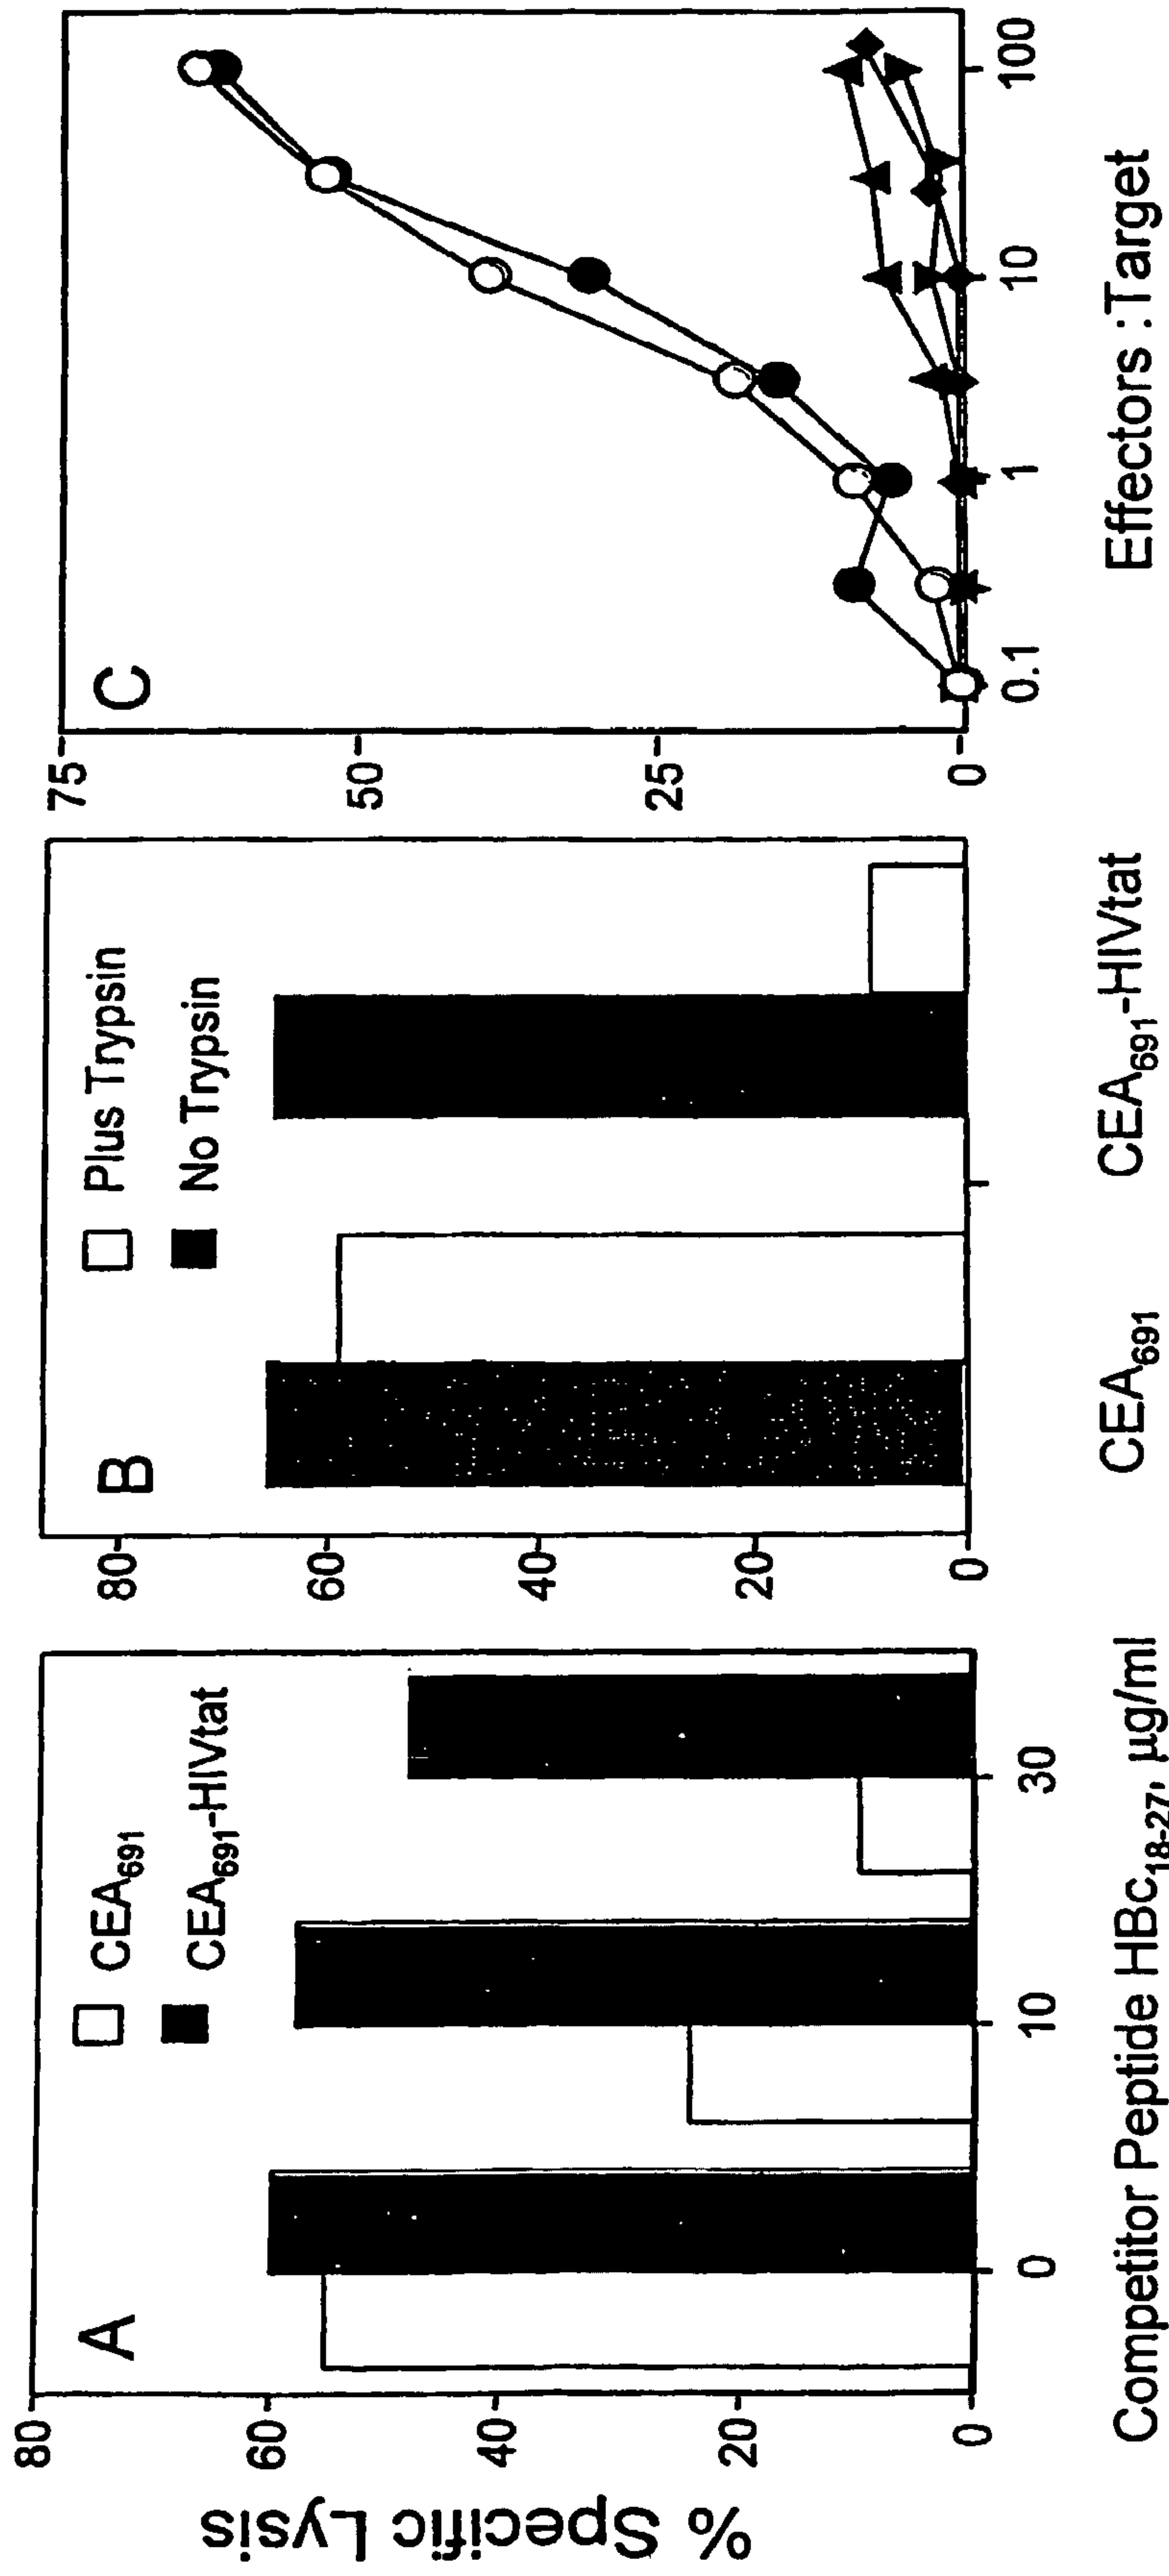 % Specific Lysis
A
CEA691
CEA691-HIVtat
80
60
40
20
0
0
10
30
Competitor Peptide HBc18-27, µg/ml
B
Plus Trypsin
No Trypsin
80
60
40
20
0
CEA691
CEA691-HIVtat
C
75
50
25
0
0.1
1
10
100
Effectors :Target